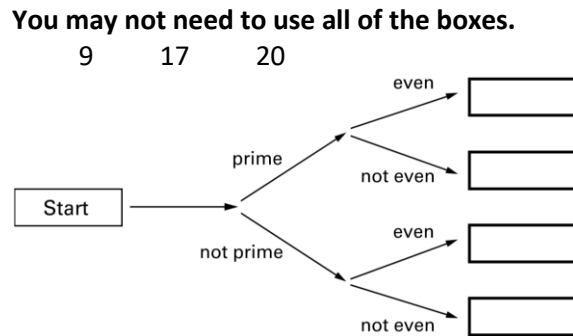 You may not need to use all of the boxes.
9 17 20
even
prime
not even
Start
even
not prime
not even